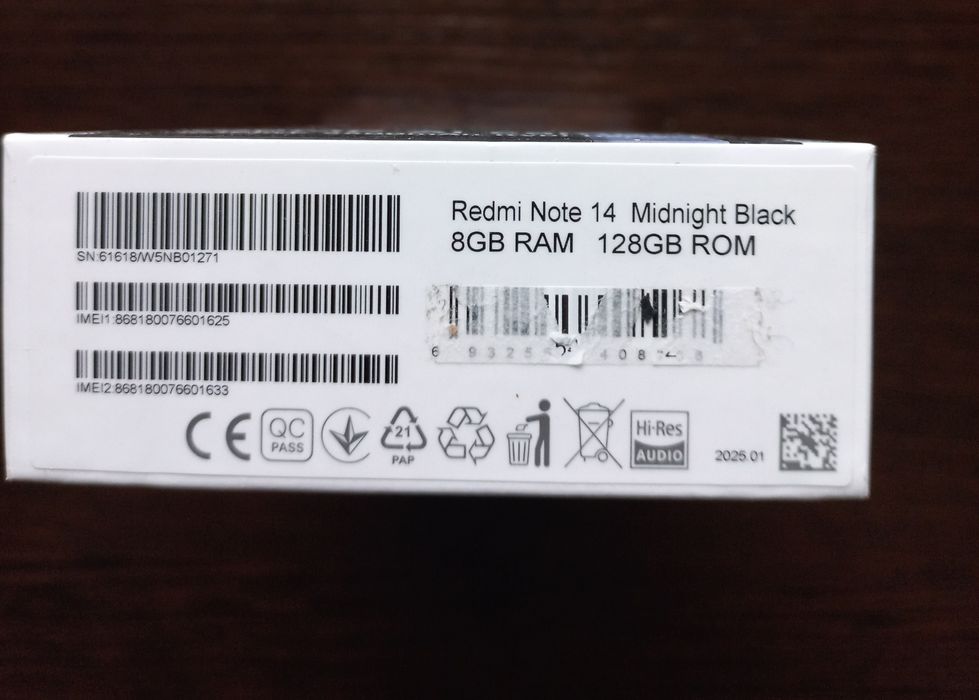 Redmi Note 14 Midnight Black
8GB RAM 128GB ROM
SN:61618/W5NB01271
IMEI1:868180076601625
IMEI2:868180076601633
CE
QC
PASS
21
PAP
Hi-Res
AUDIO
2025.01